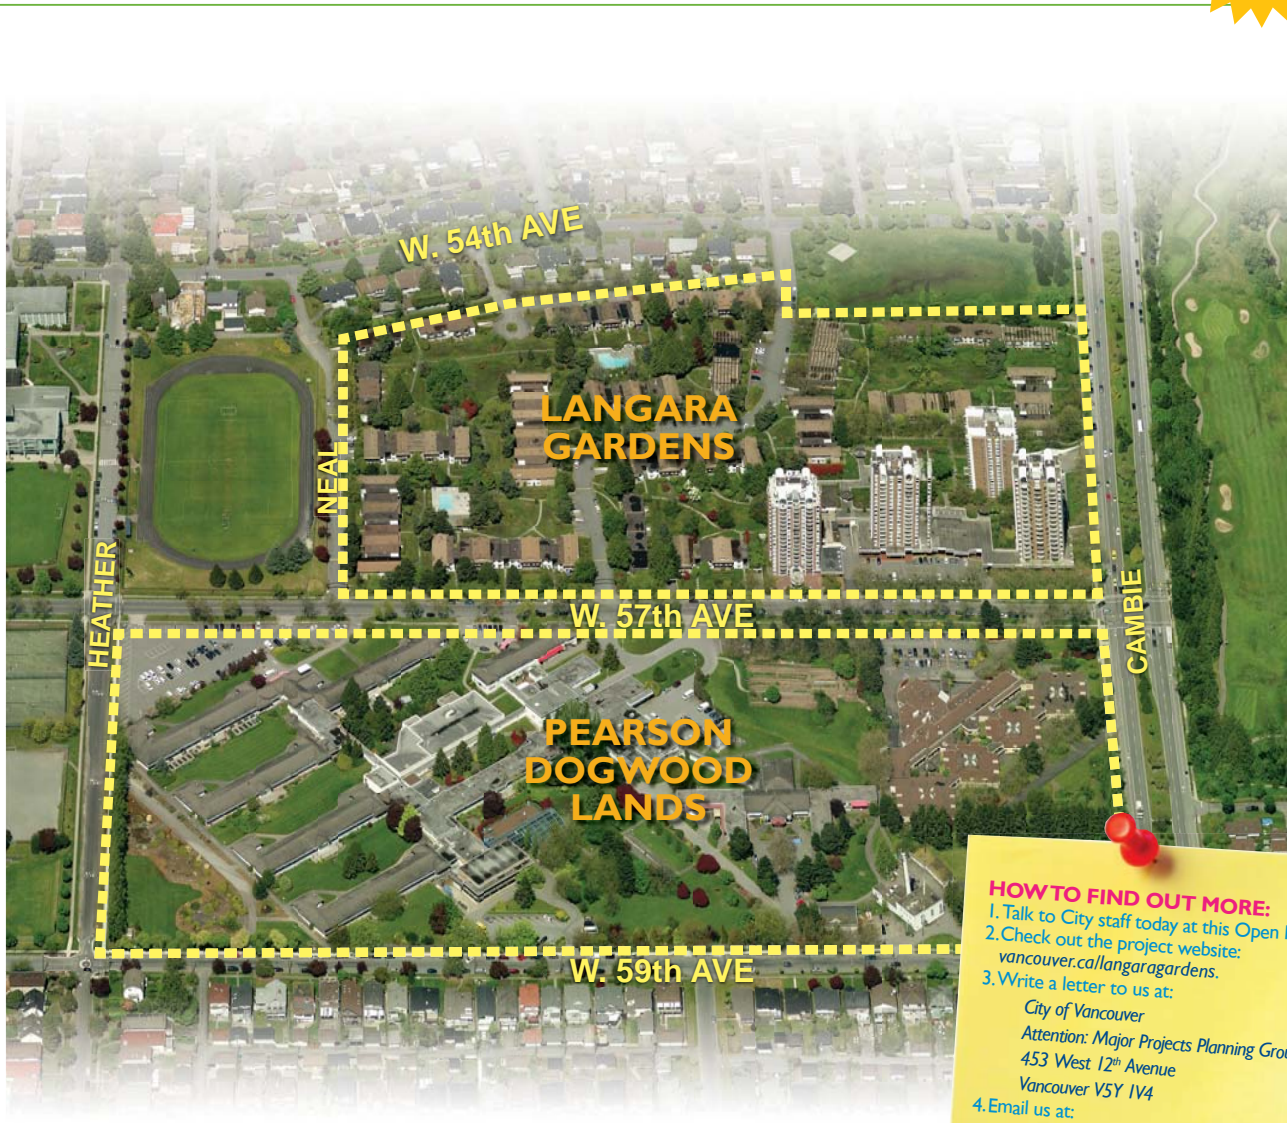 W. 54th AVE
LANGARA
GARDENS
NEAL
HEATHER
W. 57th AVE
CAMBIE
PEARSON
DOGWOOD
LANDS
W. 59th AVE
HOW TO FIND OUT MORE:
1. Talk to City staff today at this Open
2. Check out the project website:
vancouver.ca/langaragardens.
3. Write a letter to us at:
City of Vancouver
Attention: Major Projects Planning
453 West 12th Avenue
Vancouver V5Y 1V4
4. Email us at: